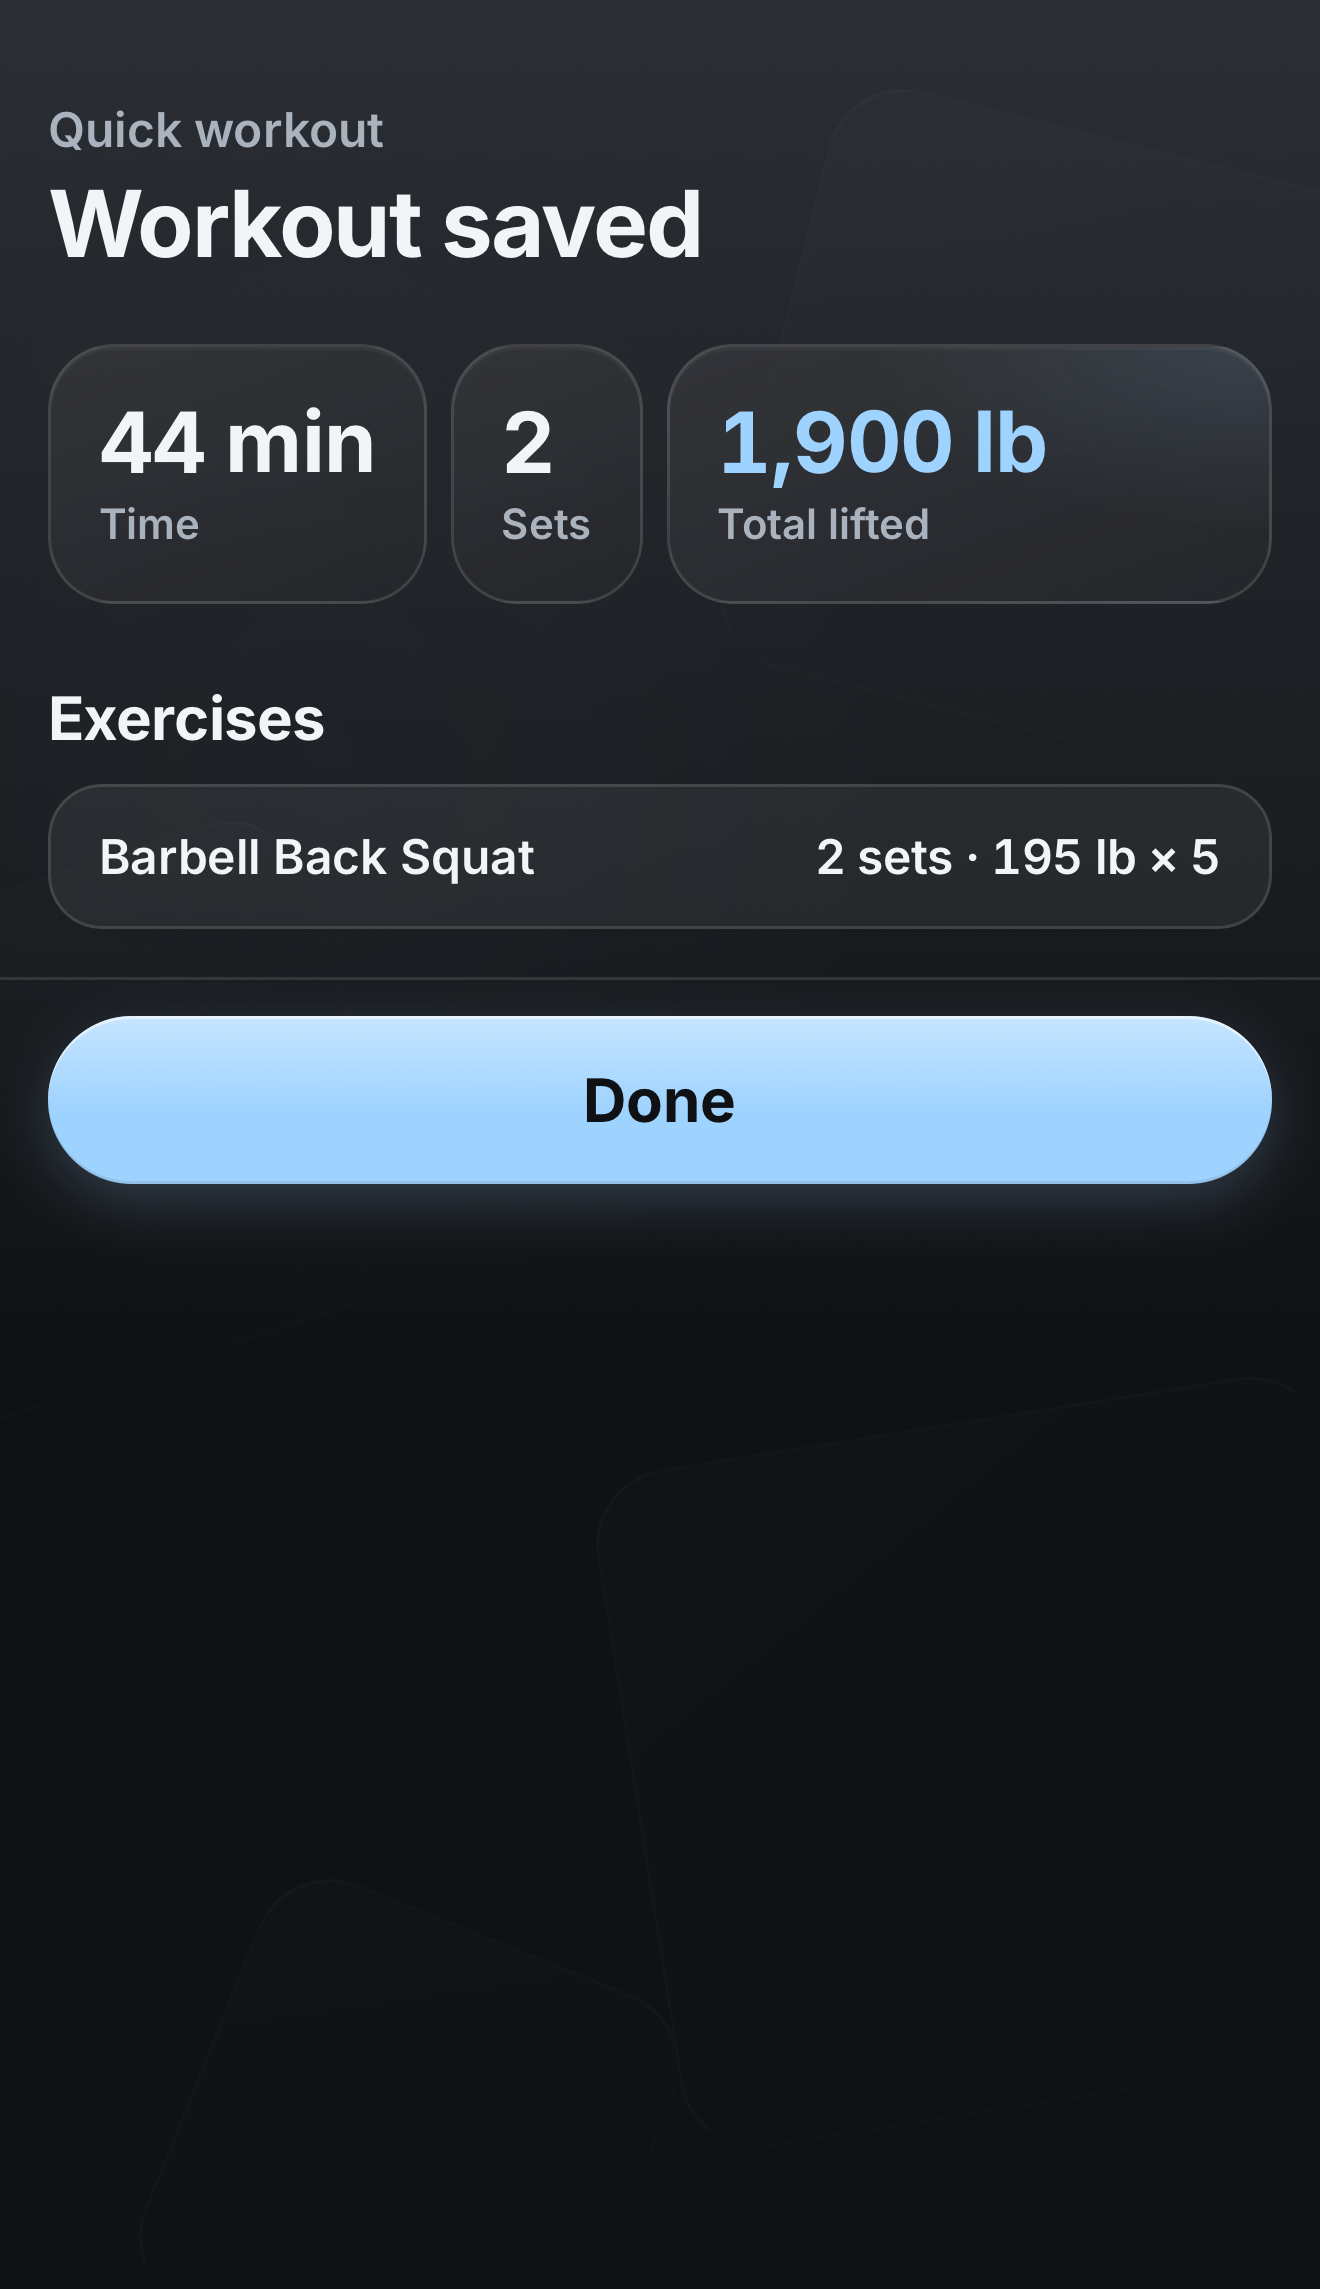 Quick workout
Workout saved
44 min
Time
2
Sets
1,900 lb
Total lifted
Exercises
Barbell Back Squat
2 sets · 195 lb × 5
Done